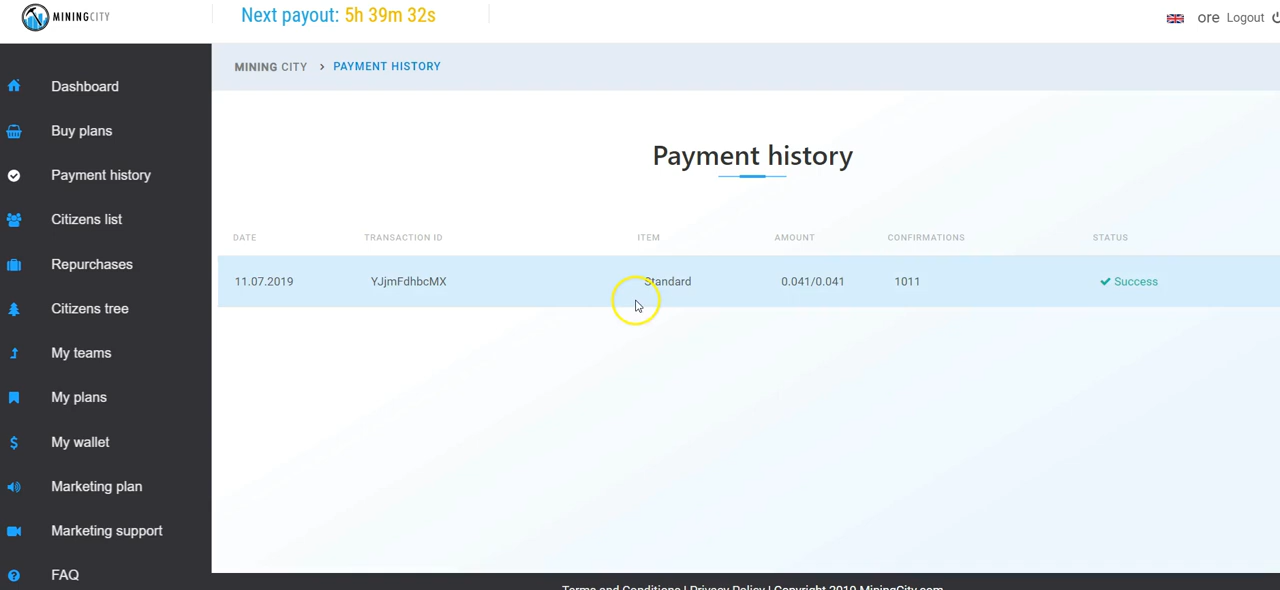 MININGCITY
Next payout: 5h 39m 32s
ore Logout
MINING CITY > PAYMENT HISTORY
Dashboard
Buy plans
Payment history
Citizens list
Repurchases
Citizens tree
My teams
My plans
My wallet
Marketing plan
Marketing support
FAQ
Payment history
DATE TRANSACTION ID ITEM AMOUNT CONFIRMATIONS STATUS
11.07.2019 YJjmFdhbcMX Standard 0.041/0.041 1011 Success
Terms and Conditions | Privacy Policy | Copyright 2019 MiningCity.com